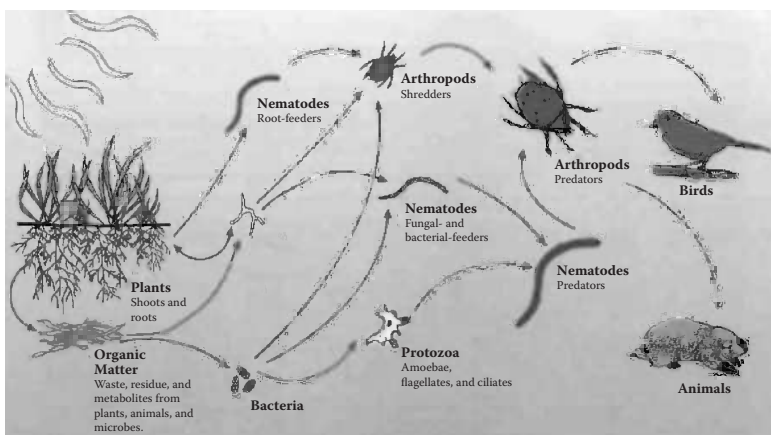 Nematodes
Root-feeders
Arthropods
Shredders
Arthropods
Predators
Birds
Nematodes
Fungal- and
bacterial-feeders
Nematodes
Predators
Plants
Shoots and
roots
Organic
Matter
Waste, residue, and
metabolites from
plants, animals, and
microbes.
Bacteria
Protozoa
Amoebae,
flagellates, and ciliates
Animals